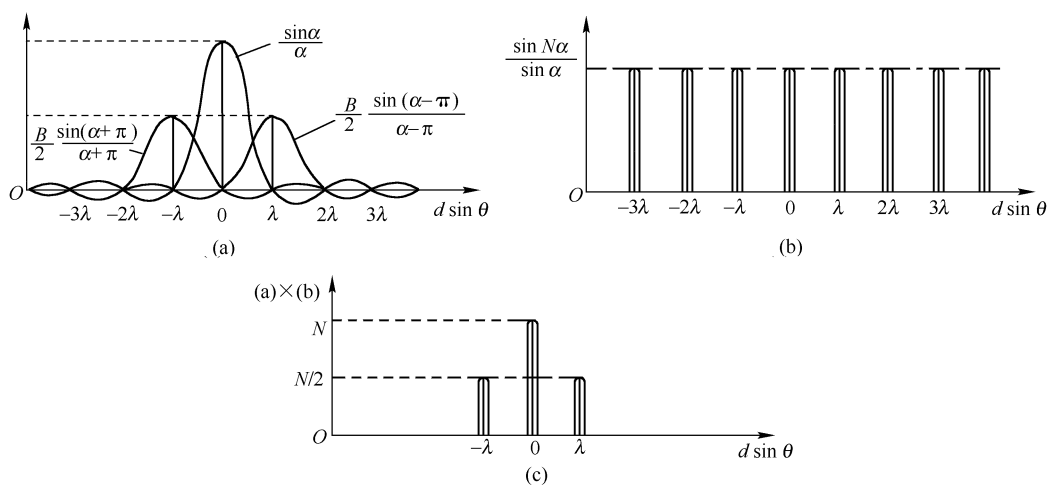 sinα/α
B/2 sin(α+π)/α+π
B/2 sin(α−π)/α−π
O
−3λ −2λ −λ 0 λ 2λ 3λ d sin θ
(a)
sin Nα/sin α
O
−3λ −2λ −λ 0 λ 2λ 3λ d sin θ
(b)
(a)×(b)
N
N/2
O
−λ 0 λ d sin θ
(c)